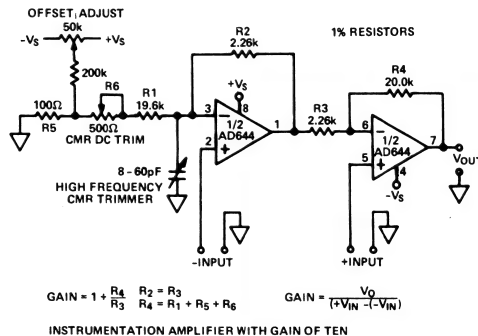 OFFSET, ADJUST
50k
-VS +VS
200k
R6
100Ω
R5
500Ω
CMR DC TRIM
R1
19.6k
8-60pF
HIGH FREQUENCY
CMR TRIMMER
R2
2.26k
1% RESISTORS
+VS
8
3
2
1/2
AD644
1
-INPUT
R3
2.26k
R4
20.0k
6
5
1/2
AD644
7
4
-VS
VOUT
+INPUT
GAIN = 1 + R4/R3 R2 = R3
R4 = R1 + R5 + R6
GAIN = VO/(+VIN -(-VIN)
INSTRUMENTATION AMPLIFIER WITH GAIN OF TEN